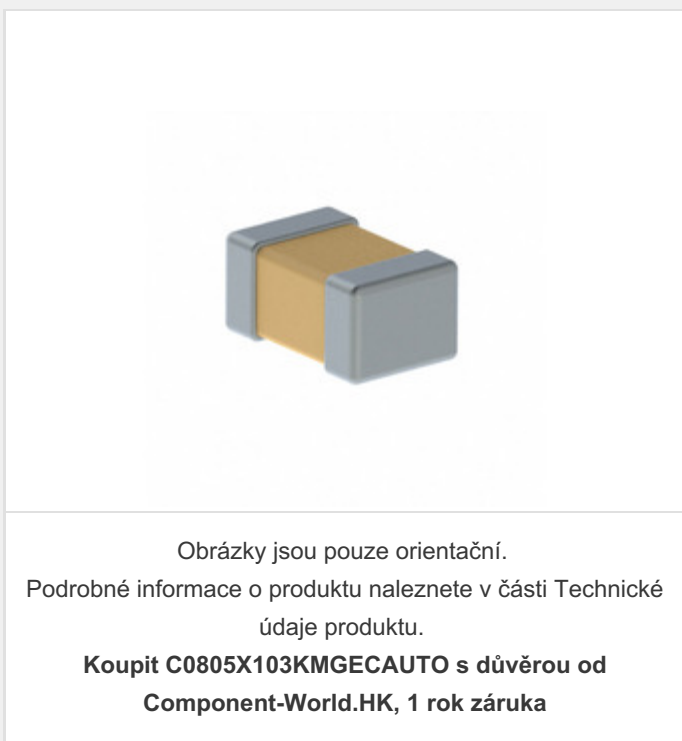 Obrázky jsou pouze orientační.
Podrobné informace o produktu naleznete v části Technické
údaje produktu.
Koupit C0805X103KMGECAUTO s důvěrou od
Component-World.HK, 1 rok záruka